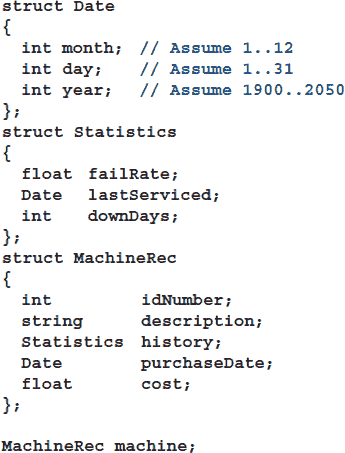 struct Date
{
  int month;  // Assume 1..12
  int day;    // Assume 1..31
  int year;   // Assume 1900..2050
};
struct Statistics
{
  float failRate;
  Date  lastServiced;
  int   downDays;
};
struct MachineRec
{
  int        idNumber;
  string     description;
  Statistics history;
  Date       purchaseDate;
  float      cost;
};

MachineRec machine;